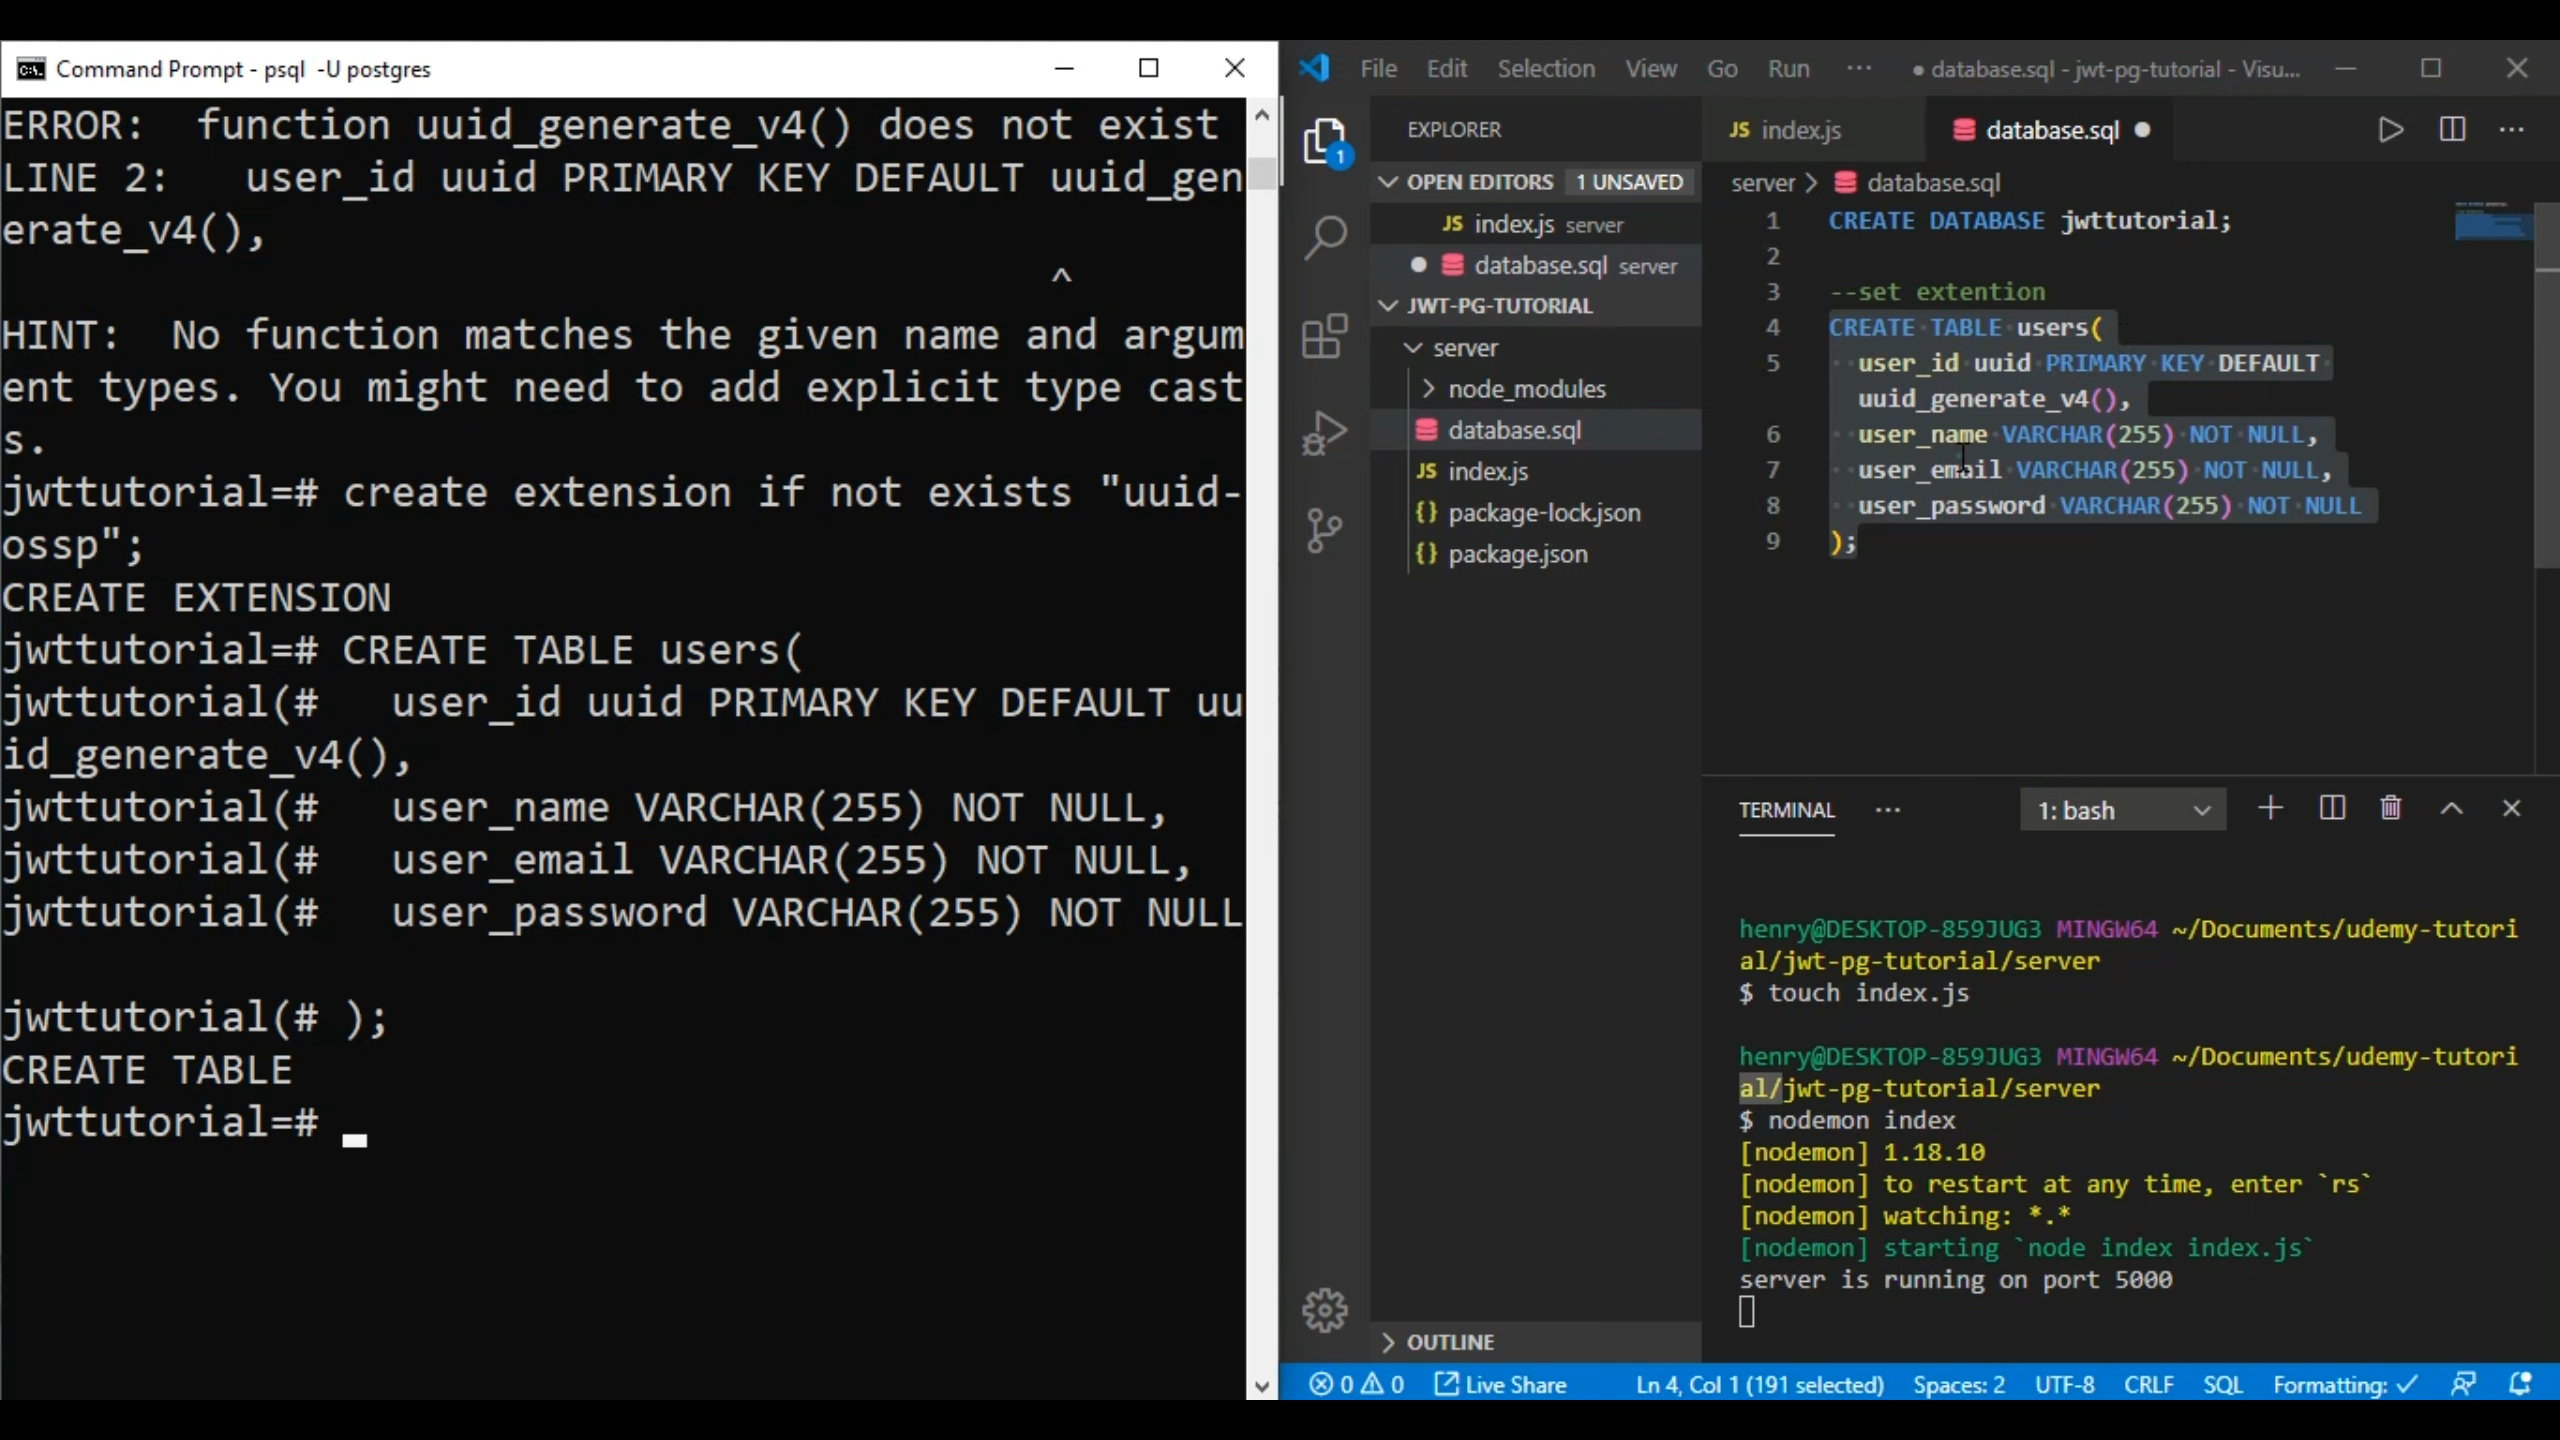 Command Prompt - psql  -U postgres
ERROR:  function uuid_generate_v4() does not exist
LINE 2:   user_id uuid PRIMARY KEY DEFAULT uuid_gen
erate_v4(),
^
HINT:  No function matches the given name and argum
ent types. You might need to add explicit type cast
s.
jwttutorial=# create extension if not exists "uuid-
ossp";
CREATE EXTENSION
jwttutorial=# CREATE TABLE users(
jwttutorial(#   user_id uuid PRIMARY KEY DEFAULT uu
id_generate_v4(),
jwttutorial(#   user_name VARCHAR(255) NOT NULL,
jwttutorial(#   user_email VARCHAR(255) NOT NULL,
jwttutorial(#   user_password VARCHAR(255) NOT NULL
jwttutorial(# );
CREATE TABLE
jwttutorial=#
File Edit Selection View Go Run ··· ● database.sql - jwt-pg-tutorial - Visu...
EXPLORER
OPEN EDITORS 1 UNSAVED
JS index.js server
database.sql server
JWT-PG-TUTORIAL
server
node_modules
database.sql
JS index.js
{} package-lock.json
{} package.json
OUTLINE
1
JS index.js database.sql ●
server > database.sql
1 CREATE DATABASE jwttutorial;
2
3 --set extention
4 CREATE TABLE users(
5   user_id uuid PRIMARY KEY DEFAULT
uuid_generate_v4(),
6   user_name VARCHAR(255) NOT NULL,
7   user_email VARCHAR(255) NOT NULL,
8   user_password VARCHAR(255) NOT NULL
9 );
TERMINAL ··· 1: bash
henry@DESKTOP-859JUG3 MINGW64 ~/Documents/udemy-tutori
al/jwt-pg-tutorial/server
$ touch index.js
henry@DESKTOP-859JUG3 MINGW64 ~/Documents/udemy-tutori
al/jwt-pg-tutorial/server
$ nodemon index
[nodemon] 1.18.10
[nodemon] to restart at any time, enter `rs`
[nodemon] watching: *.*
[nodemon] starting `node index index.js`
server is running on port 5000
0 0 Live Share Ln 4, Col 1 (191 selected) Spaces: 2 UTF-8 CRLF SQL Formatting: ✓